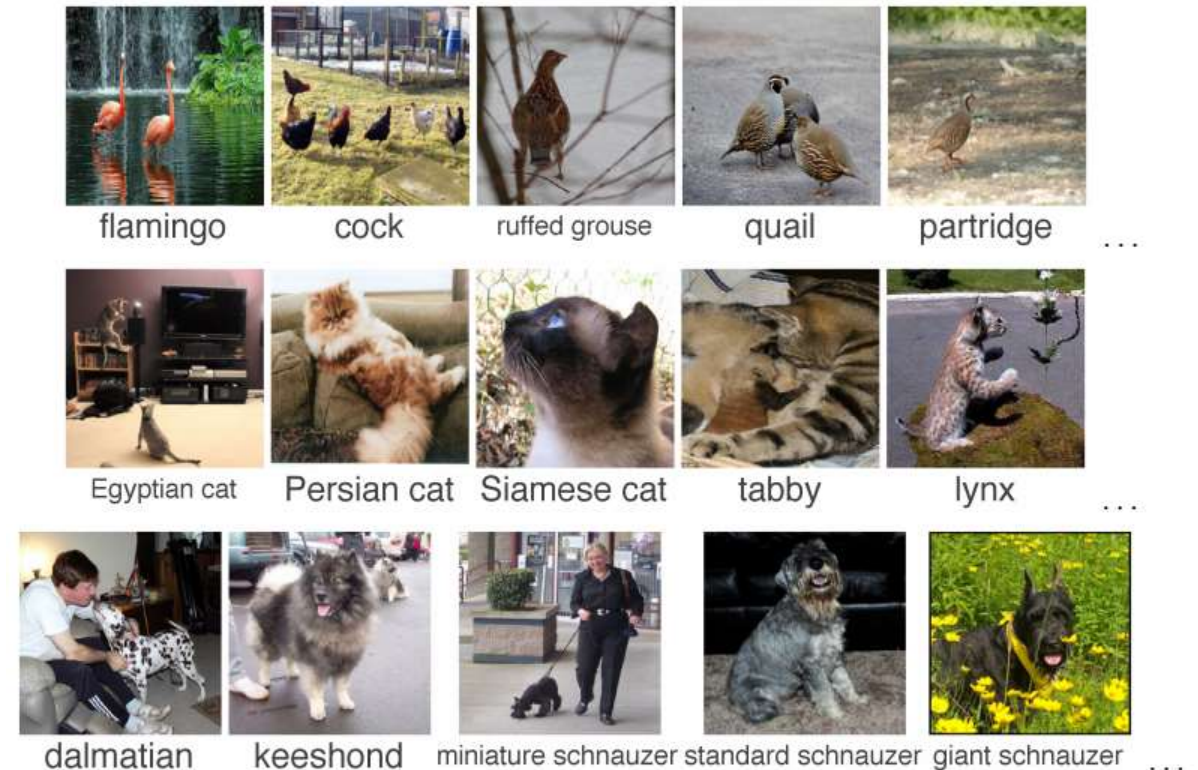 flamingo
cock
ruffed grouse
quail
partridge
...
Egyptian cat
Persian cat
Siamese cat
tabby
lynx
...
dalmatian
keeshond
miniature schnauzer
standard schnauzer
giant schnauzer
...